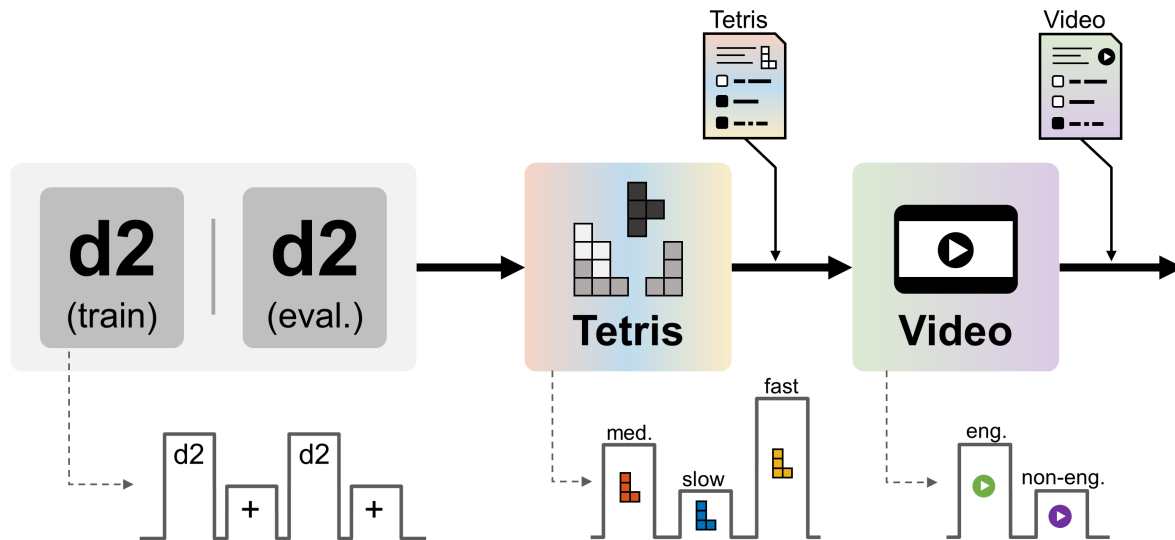 Tetris
Video
d2
(train)
d2
(eval.)
Tetris
Video
d2
+
d2
+
med.
slow
fast
eng.
non-eng.